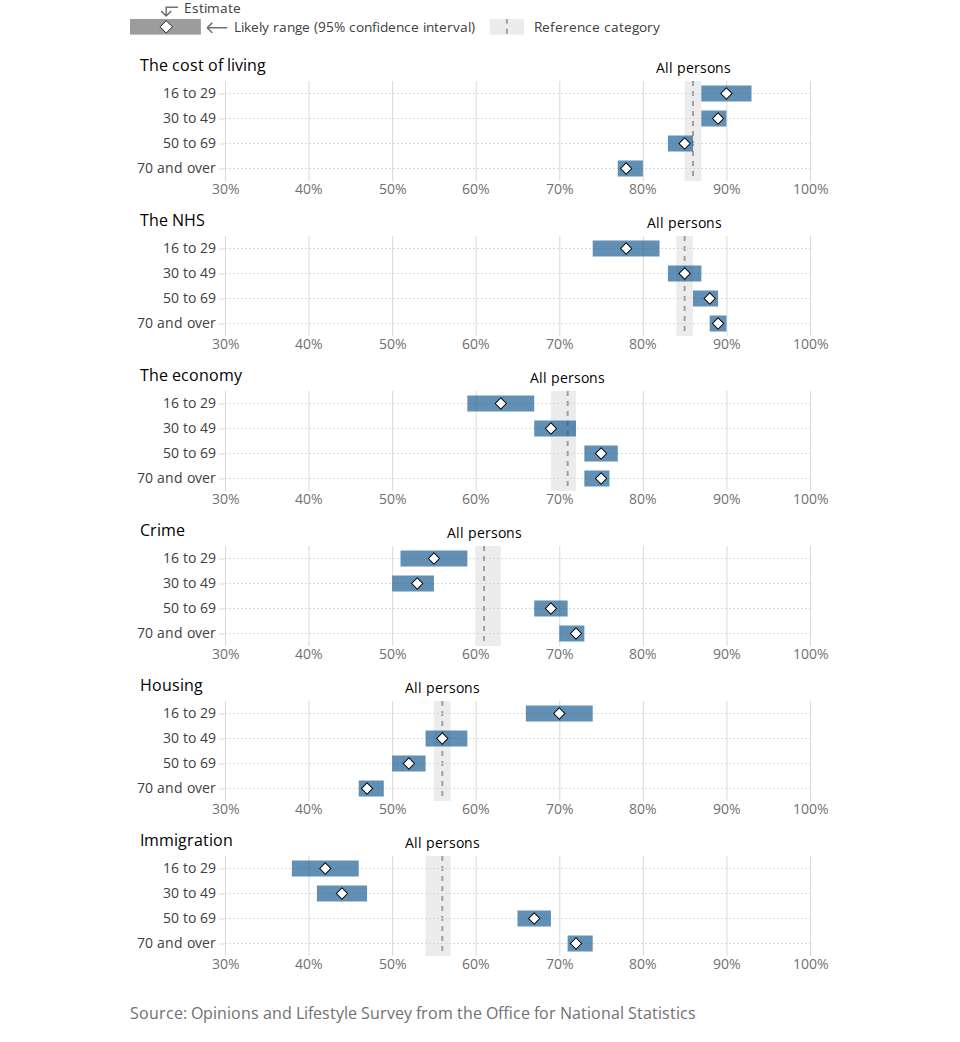 Estimate
Likely range (95% confidence interval) Reference category
The cost of living
All persons
16 to 29
30 to 49
50 to 69
70 and over
30% 40% 50% 60% 70% 80% 90% 100%
The NHS
All persons
16 to 29
30 to 49
50 to 69
70 and over
30% 40% 50% 60% 70% 80% 90% 100%
The economy
All persons
16 to 29
30 to 49
50 to 69
70 and over
30% 40% 50% 60% 70% 80% 90% 100%
Crime
All persons
16 to 29
30 to 49
50 to 69
70 and over
30% 40% 50% 60% 70% 80% 90% 100%
Housing
All persons
16 to 29
30 to 49
50 to 69
70 and over
30% 40% 50% 60% 70% 80% 90% 100%
Immigration
All persons
16 to 29
30 to 49
50 to 69
70 and over
30% 40% 50% 60% 70% 80% 90% 100%
Source: Opinions and Lifestyle Survey from the Office for National Statistics